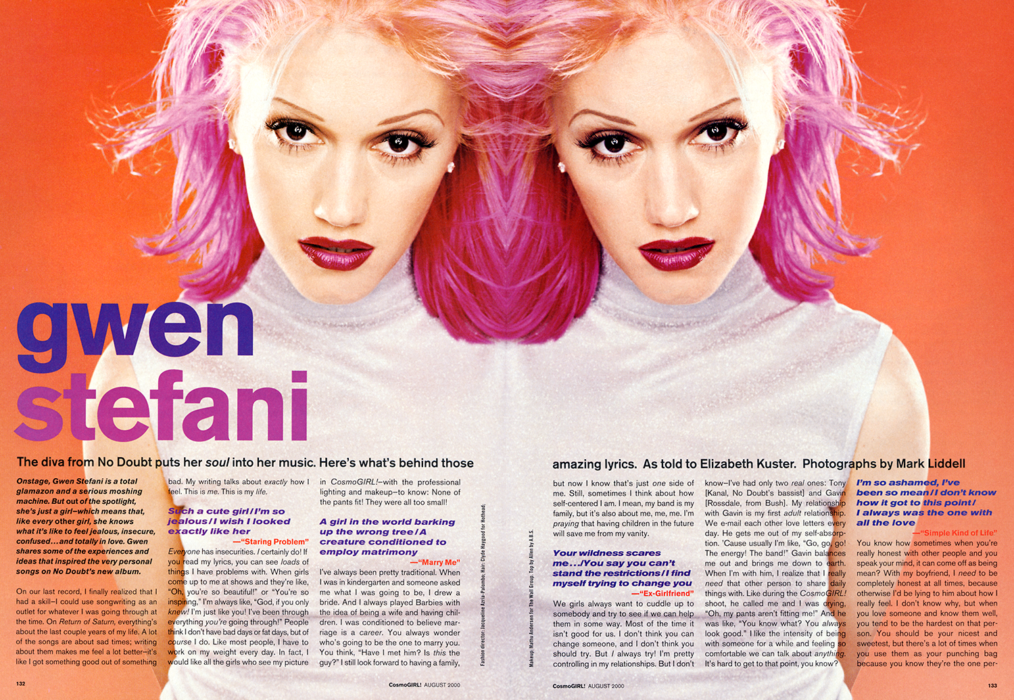 gwen
stefani
The diva from No Doubt puts her soul into her music. Here's what's behind those
amazing lyrics. As told to Elizabeth Kuster. Photographs by Mark Liddell
Onstage, Gwen Stefani is a total
glamazon and a serious moshing
machine. But out of the spotlight,
she's just a girl—which means that,
like every other girl, she knows
what it's like to feel jealous, insecure,
confused...and totally in love. Gwen
shares some of the experiences and
ideas that inspired the very personal
songs on No Doubt's new album.
On our last record, I finally realized that I
had a skill—I could use songwriting as an
outlet for whatever I was going through at
the time. On Return of Saturn, everything's
about the last couple years of my life. A lot
of the songs are about sad times; writing
about them makes me feel a lot better—it's
like I got something good out of something
bad. My writing talks about exactly how I
feel. This is me. This is my life.
Such a cute girl/I'm so
jealous/I wish I looked
exactly like her
—"Staring Problem"
Everyone has insecurities. I certainly do! If
you read my lyrics, you can see loads of
things I have problems with. When girls
come up to me at shows and they're like,
"Oh, you're so beautiful!" or "You're so
inspiring," I'm always like, "God, if you only
knew! I'm just like you! I've been through
everything you're going through!" People
think I don't have bad days or fat days, but of
course I do. Like most people, I have to
work on my weight every day. In fact, I
would like all the girls who see my picture
in CosmoGIRL!—with the professional
lighting and makeup—to know: None of
the pants fit! They were all too small!
A girl in the world barking
up the wrong tree/A
creature conditioned to
employ matrimony
—"Marry Me"
I've always been pretty traditional. When
I was in kindergarten and someone asked
me what I was going to be, I drew a
bride. And I always played Barbies with
the idea of being a wife and having chil-
dren. I was conditioned to believe mar-
riage is a career. You always wonder
who's going to be the one to marry you.
You think, "Have I met him? Is this the
guy?" I still look forward to having a family,
but now I know that's just one side of
me. Still, sometimes I think about how
self-centered I am. I mean, my band is my
family, but it's also about me, me, me. I'm
praying that having children in the future
will save me from my vanity.
Your wildness scares
me.../You say you can't
stand the restrictions/I find
myself trying to change you
—"Ex-Girlfriend"
We girls always want to cuddle up to
somebody and try to see if we can help
them in some way. Most of the time it
isn't good for us. I don't think you can
change someone, and I don't think you
should try. But I always try! I'm pretty
controlling in my relationships. But I don't
know—I've had only two real ones: Tony
[Kanal, No Doubt's bassist] and Gavin
[Rossdale, from Bush]. My relationship
with Gavin is my first adult relationship.
We e-mail each other love letters every
day. He gets me out of my self-absorp-
tion. 'Cause usually I'm like, "Go, go, go!
The energy! The band!" Gavin balances
me out and brings me down to earth.
When I'm with him, I realize that I really
need that other person to share daily
things with. Like during the CosmoGIRL!
shoot, he called me and I was crying,
"Oh, my pants aren't fitting me!" And he
was like, "You know what? You always
look good." I like the intensity of being
with someone for a while and feeling so
comfortable we can talk about anything.
It's hard to get to that point, you know?
I'm so ashamed, I've
been so mean/I don't know
how it got to this point/
I always was the one with
all the love
—"Simple Kind of Life"
You know how sometimes when you're
really honest with other people and you
speak your mind, it can come off as being
mean? With my boyfriend, I need to be
completely honest at all times, because
otherwise I'd be lying to him about how I
really feel. I don't know why, but when
you love someone and know them well,
you tend to be the hardest on that per-
son. You should be your nicest and
sweetest, but there's a lot of times when
you use them as your punching bag
because you know they're the one per-
132
CosmoGIRL! AUGUST 2000
CosmoGIRL! AUGUST 2000
133